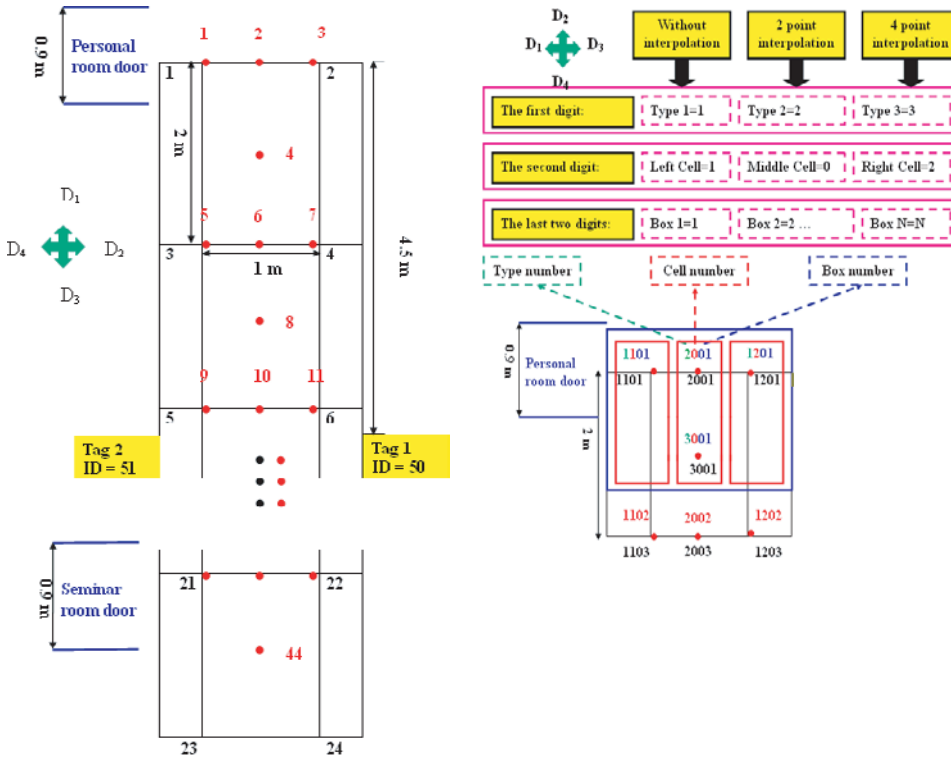 0.9 m
Personal
room door
1 2 3
1 2
2 m
4
D₁
D₄ D₂
D₃
5 6 7
3 4
1 m
4.5 m
8
9 10 11
5 6
Tag 2
ID = 51
Tag 1
ID = 50
0.9 m
Seminar
room door
21 22
44
23 24
D₂
D₁ D₃
D₄
Without
interpolation
2 point
interpolation
4 point
interpolation
The first digit: Type 1=1 Type 2=2 Type 3=3
The second digit: Left Cell=1 Middle Cell=0 Right Cell=2
The last two digits: Box 1=1 Box 2=2 ... Box N=N
Type number Cell number Box number
0.9 m
Personal
room door
2 m
1101 2001 1201
1101 2001 1201
3001
3001
1102 2002 1202
1103 2003 1203